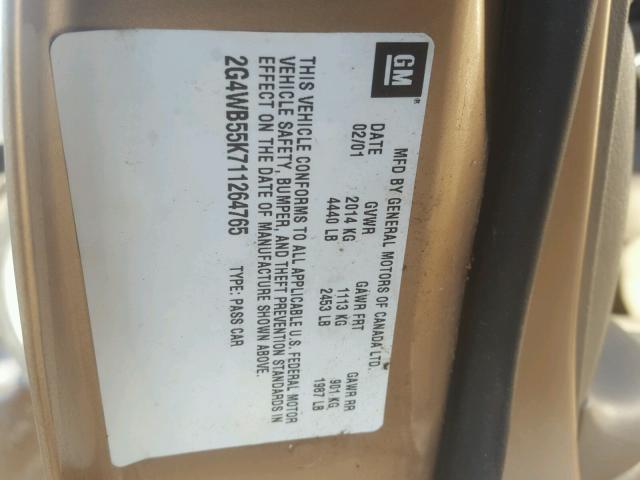 GM®
MFD BY GENERAL MOTORS OF CANADA LTD.
DATE GVWR GAWR FRT GAWR RR
02/01 2014 KG 1113 KG 901 KG
4440 LB 2453 LB 1987 LB
THIS VEHICLE CONFORMS TO ALL APPLICABLE U.S. FEDERAL MOTOR
VEHICLE SAFETY, BUMPER, AND THEFT PREVENTION STANDARDS IN
EFFECT ON THE DATE OF MANUFACTURE SHOWN ABOVE.
2G4WB55K711264765 TYPE: PASS CAR